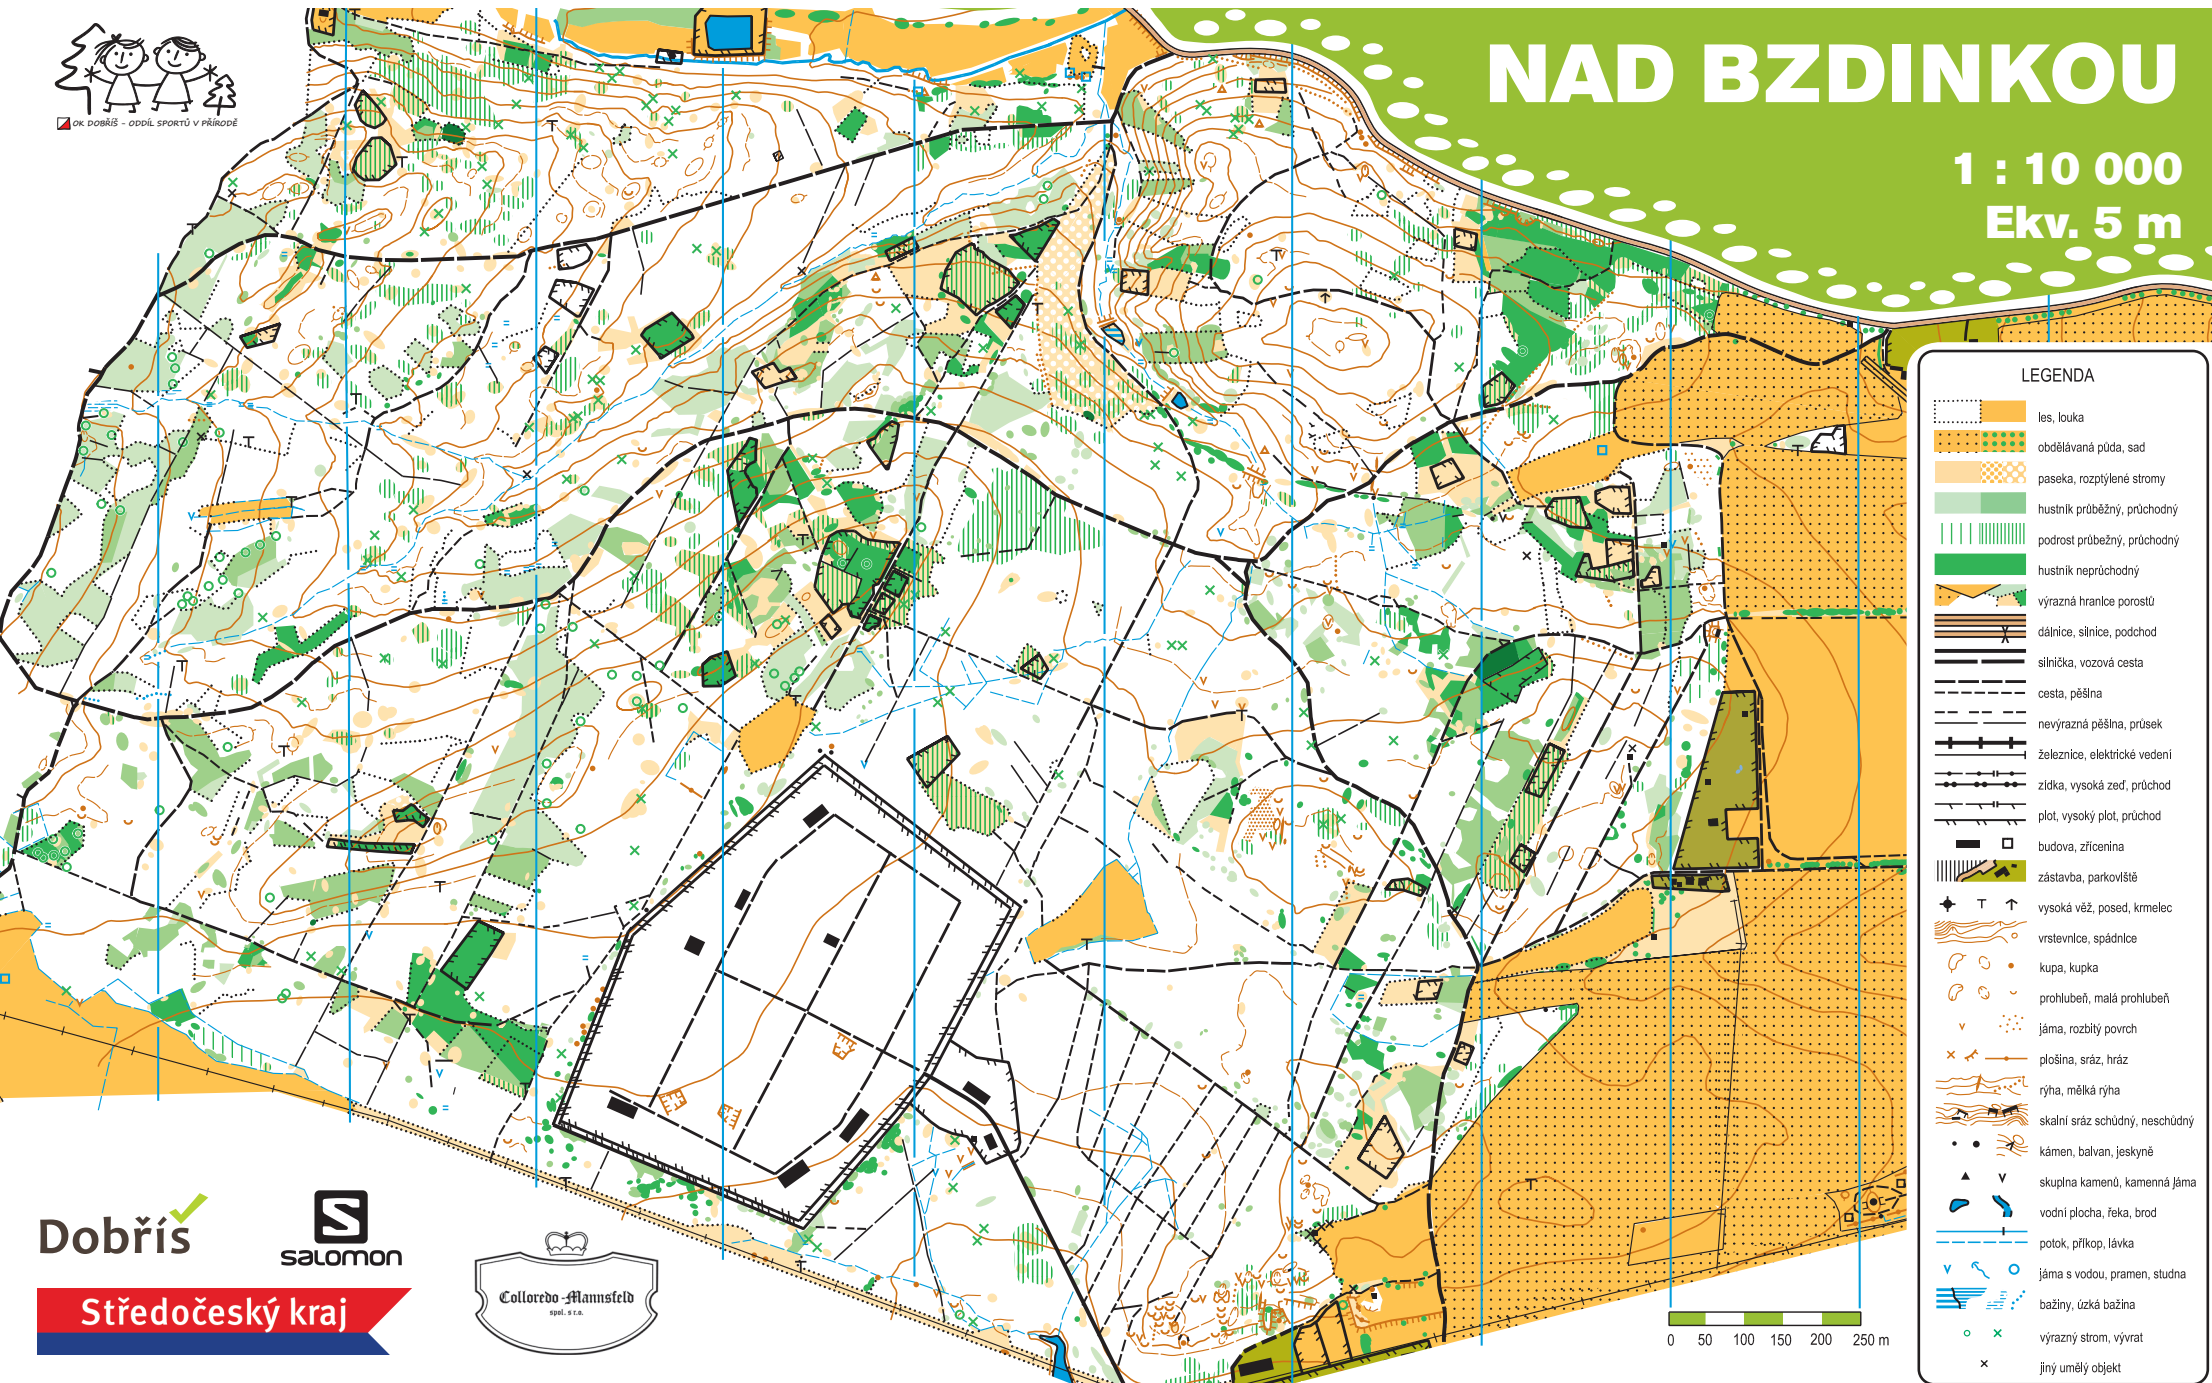 OK DOBŘÍŠ - ODDÍL SPORTŮ V PŘÍRODĚ
NAD BZDINKOU
1 : 10 000
Ekv. 5 m
LEGENDA
les, louka
obdělávaná půda, sad
paseka, rozptýlené stromy
hustník průběžný, průchodný
podrost průbežný, průchodný
hustník neprůchodný
výrazná hranice porostů
dálnice, silnice, podchod
silnička, vozová cesta
cesta, pěšina
nevýrazná pěšina, průsek
železnice, elektrické vedení
zídka, vysoká zeď, průchod
plot, vysoký plot, průchod
budova, zřícenina
zástavba, parkoviště
vysoká věž, posed, krmelec
vrstevnice, spádnice
kupa, kupka
prohlubeň, malá prohlubeň
jáma, rozbitý povrch
plošina, sráz, hráz
rýha, mělká rýha
skalní sráz schůdný, neschůdný
kámen, balvan, jeskyně
skupina kamenů, kamenná jáma
vodní plocha, řeka, brod
potok, příkop, lávka
jáma s vodou, pramen, studna
bažiny, úzká bažina
výrazný strom, vývrat
jiný umělý objekt
0 50 100 150 200 250 m
Dobříš
SALOMON
Středočeský kraj
Colloredo-Mannsfeld
spol. s r.o.